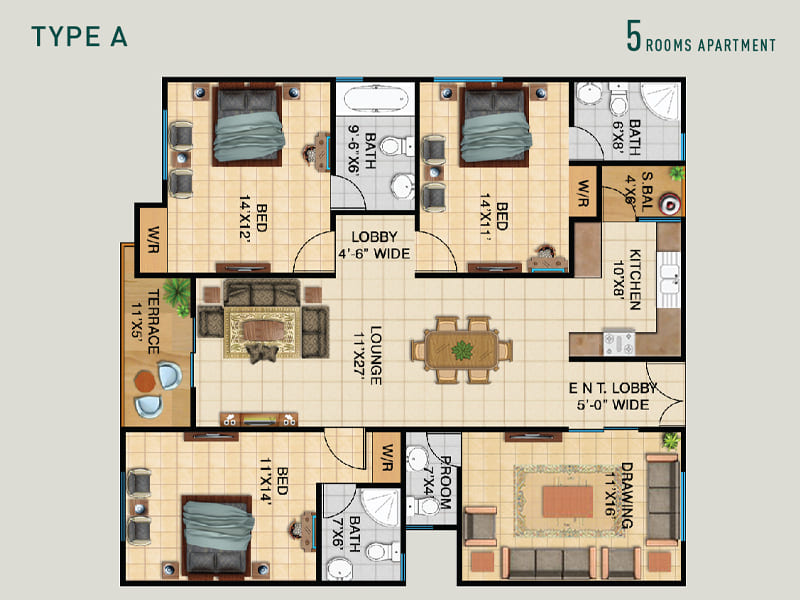 TYPE A
5 ROOMS APARTMENT
BED
14'X12'
BATH
9'-6"X6'
BED
14'X11'
BATH
6'X8'
W/R
S.BAL
4'X6'
W/R
LOBBY
4'-6" WIDE
KITCHEN
10'X8'
TERRACE
11'X5'
LOUNGE
11'X27'
E N T. LOBBY
5'-0" WIDE
BED
11'X14'
W/R
BATH
7'X6'
P.ROOM
7'X4'
DRAWING
11'X16'